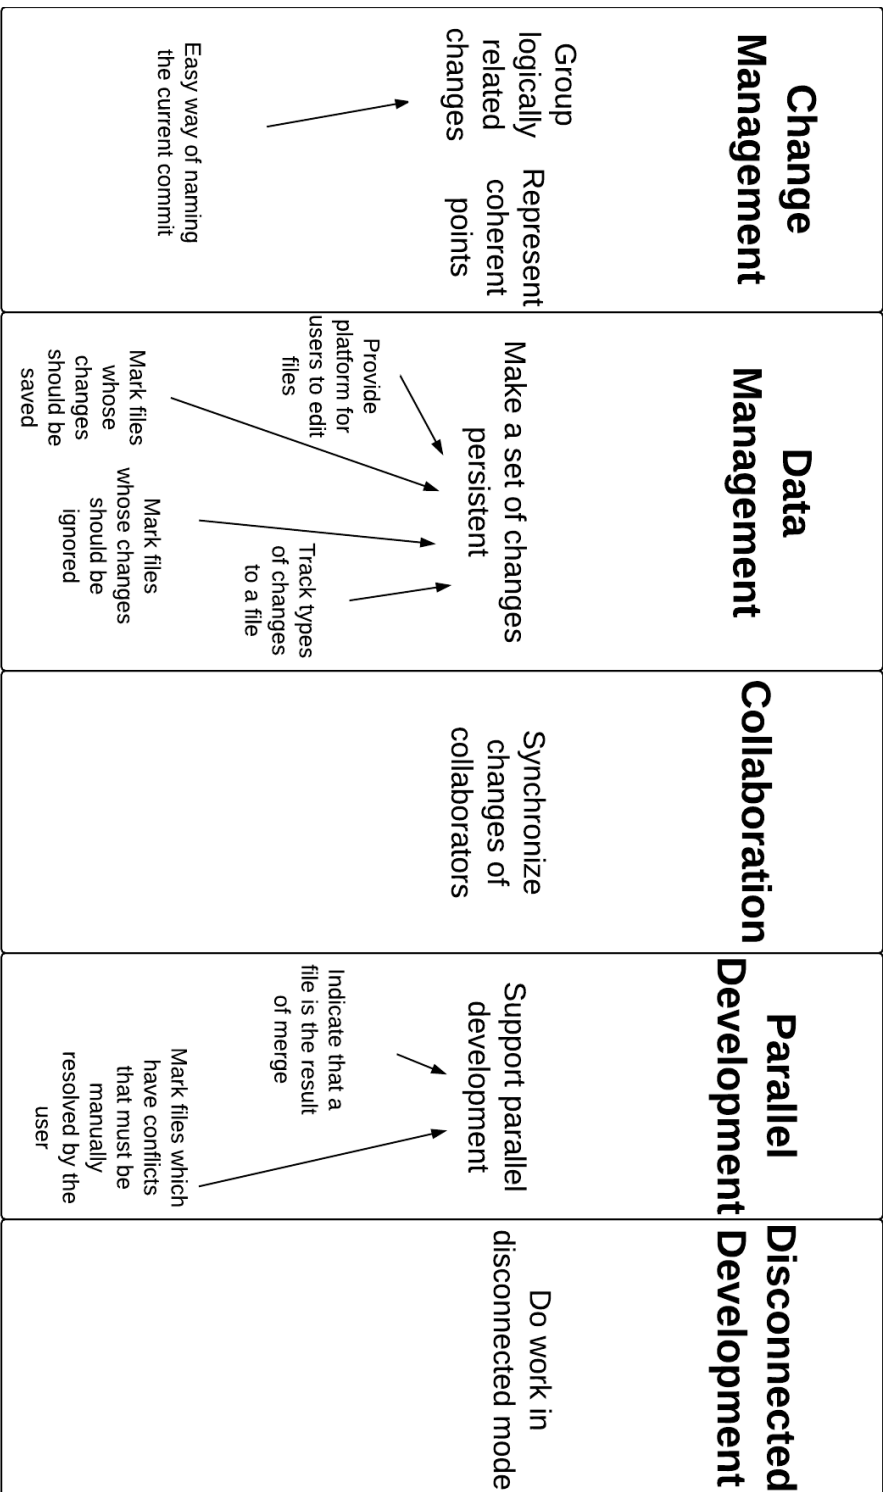 Change
Management
Group
logically
related
changes
Represent
coherent
points
Easy way of naming
the current commit
Data
Management
Make a set of changes
persistent
Provide
platform for
users to edit
files
Mark files
whose
changes
should be
saved
Track types
of changes
to a file
Mark files
whose changes
should be
ignored
Collaboration
Synchronize
changes of
collaborators
Parallel
Development
Support parallel
development
Indicate that a
file is the result
of merge
Mark files which
have conflicts
that must be
manually
resolved by the
user
Disconnected
Development
Do work in
disconnected mode